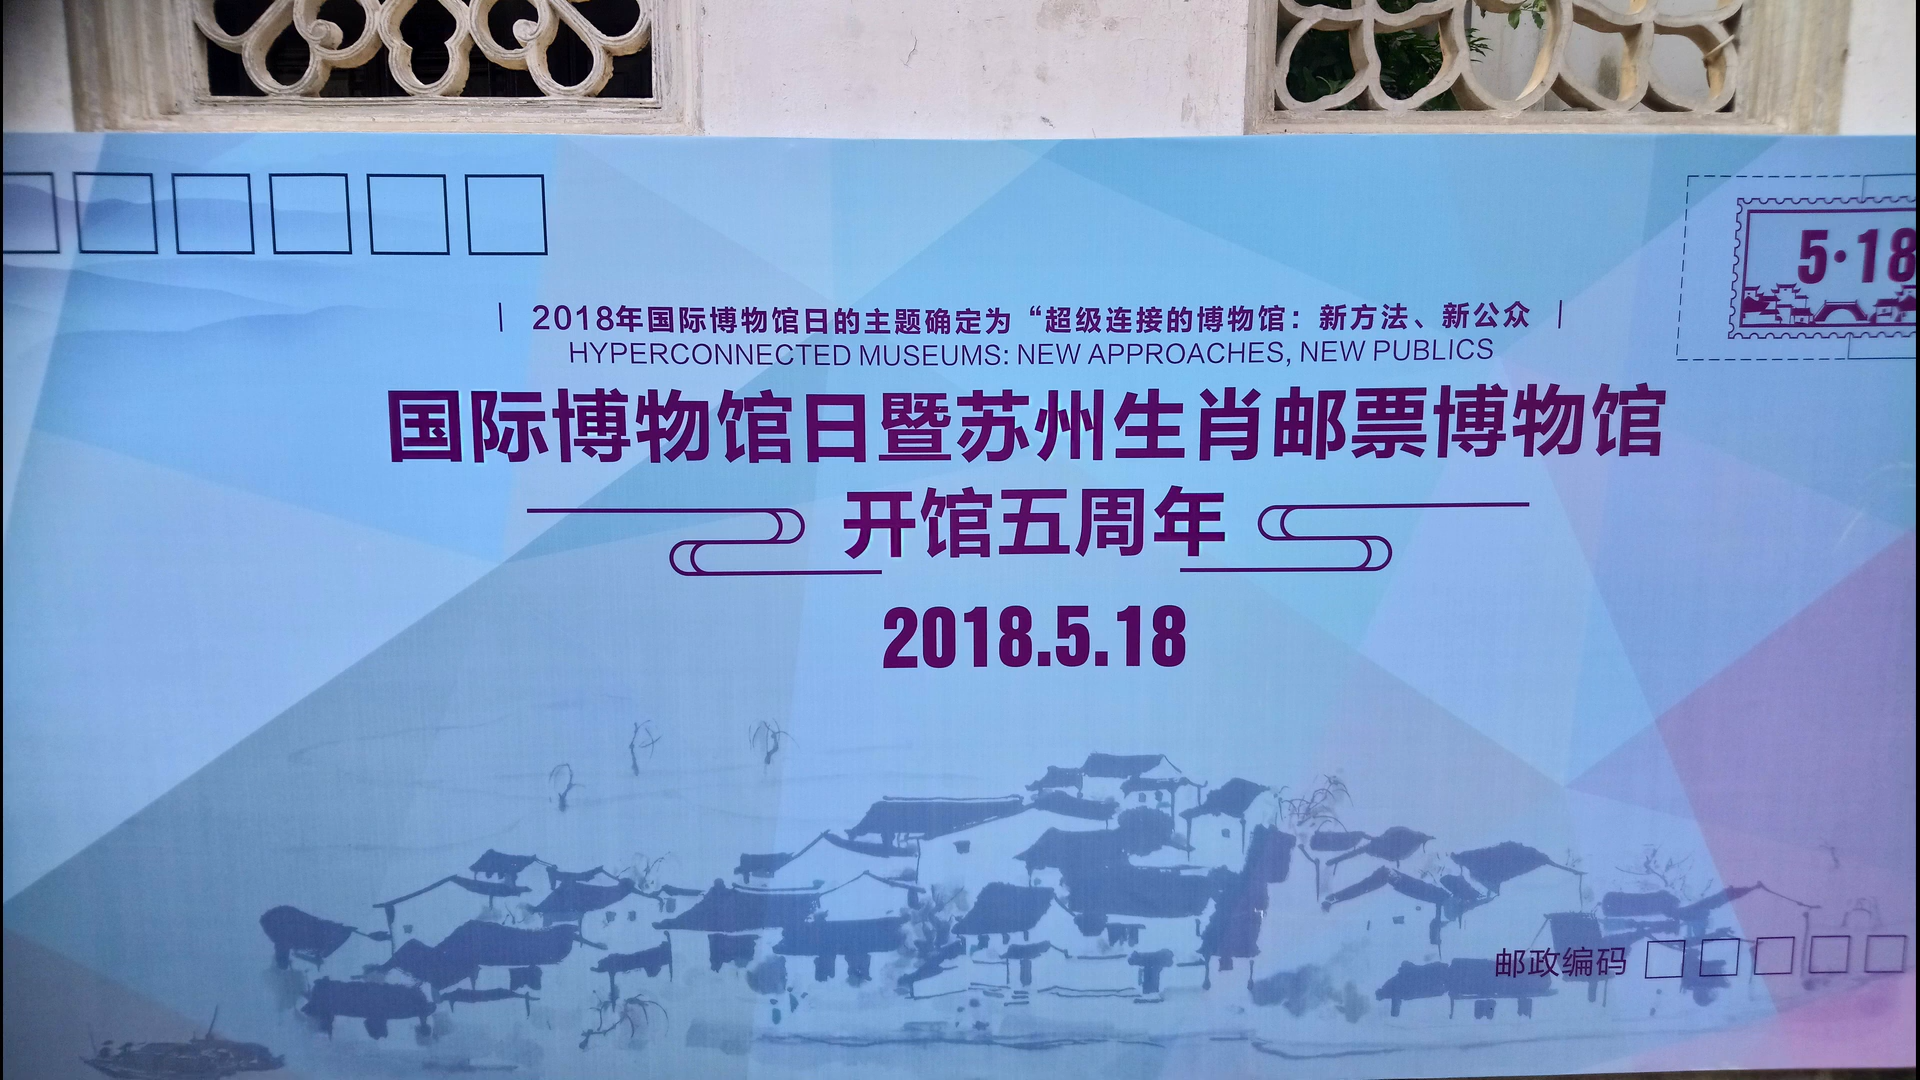 5·18
2018年国际博物馆日的主题确定为“超级连接的博物馆：新方法、新公众
HYPERCONNECTED MUSEUMS: NEW APPROACHES, NEW PUBLICS
国际博物馆日暨苏州生肖邮票博物馆
开馆五周年
2018.5.18
邮政编码